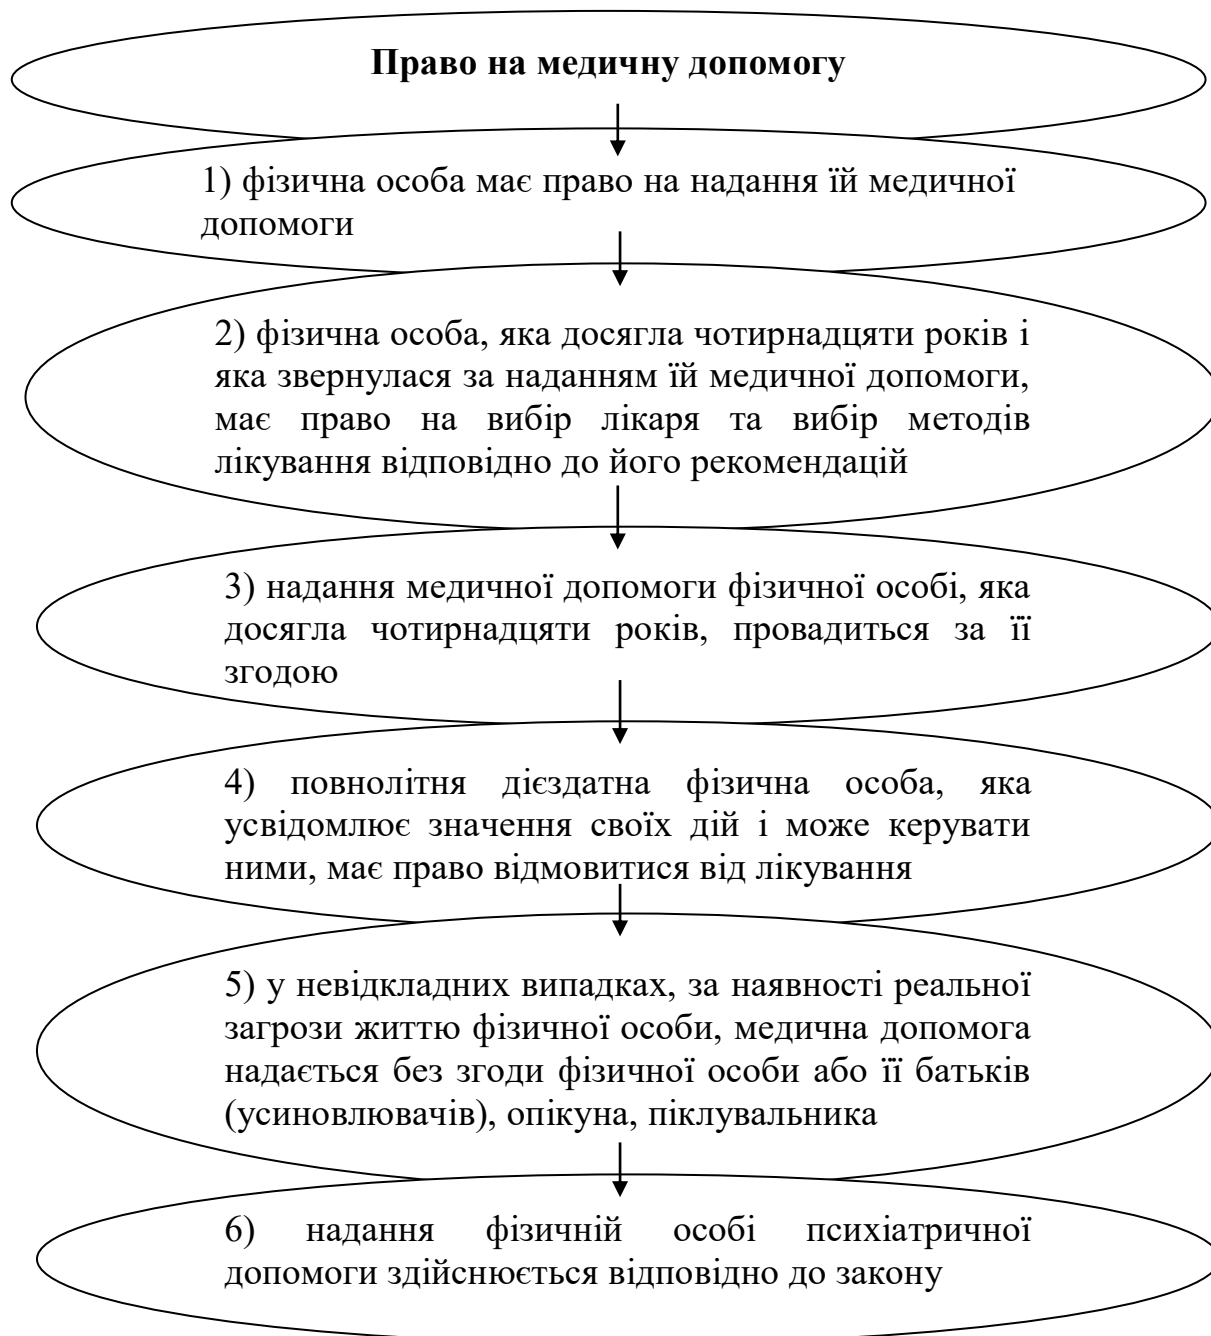 Право на медичну допомогу
1) фізична особа має право на надання їй медичної
допомоги
2) фізична особа, яка досягла чотирнадцяти років і
яка звернулася за наданням їй медичної допомоги,
має право на вибір лікаря та вибір методів
лікування відповідно до його рекомендацій
3) надання медичної допомоги фізичної особі, яка
досягла чотирнадцяти років, провадиться за її
згодою
4) повнолітня дієздатна фізична особа, яка
усвідомлює значення своїх дій і може керувати
ними, має право відмовитися від лікування
5) у невідкладних випадках, за наявності реальної
загрози життю фізичної особи, медична допомога
надається без згоди фізичної особи або її батьків
(усиновлювачів), опікуна, піклувальника
6) надання фізичній особі психіатричної
допомоги здійснюється відповідно до закону